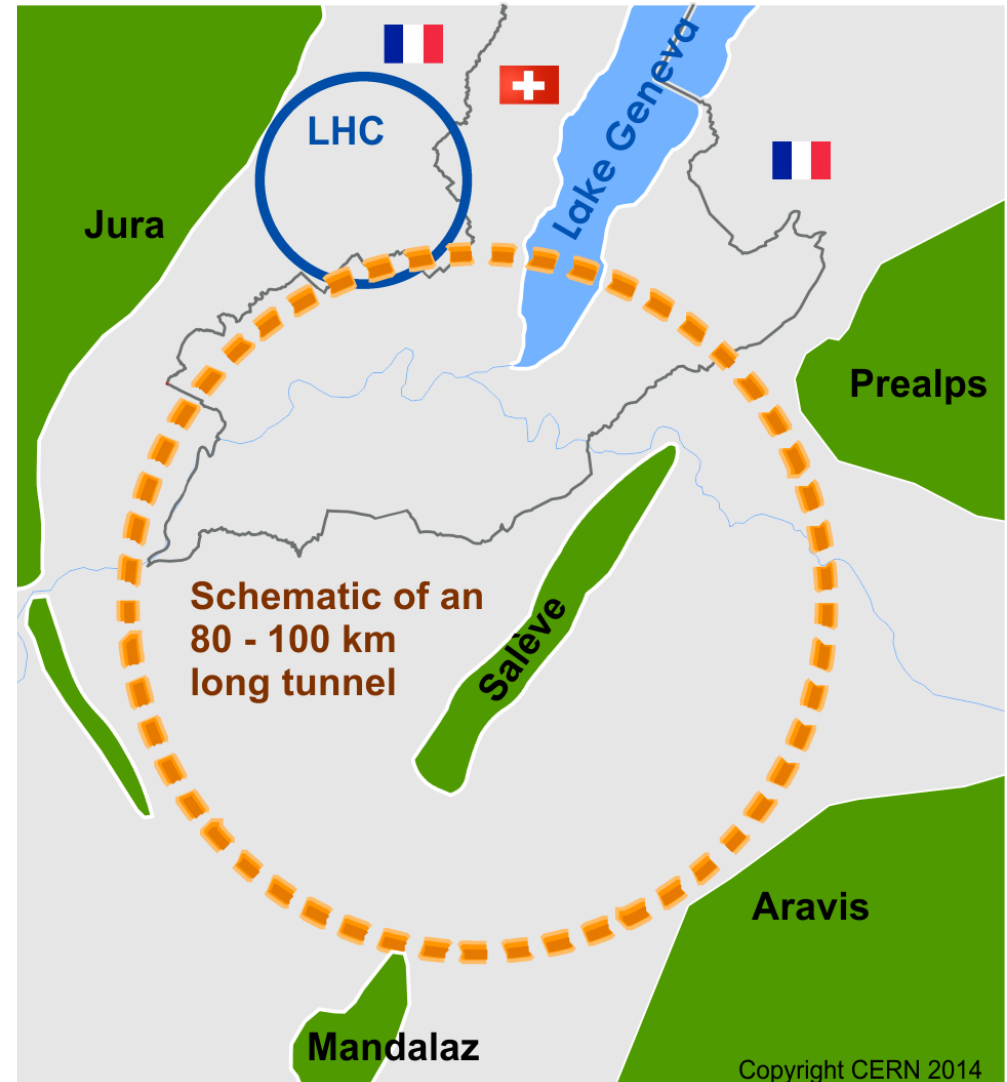 LHC
Lake Geneva
Jura
Prealps
Schematic of an
80 - 100 km
long tunnel
Salève
Aravis
Mandalaz
Copyright CERN 2014